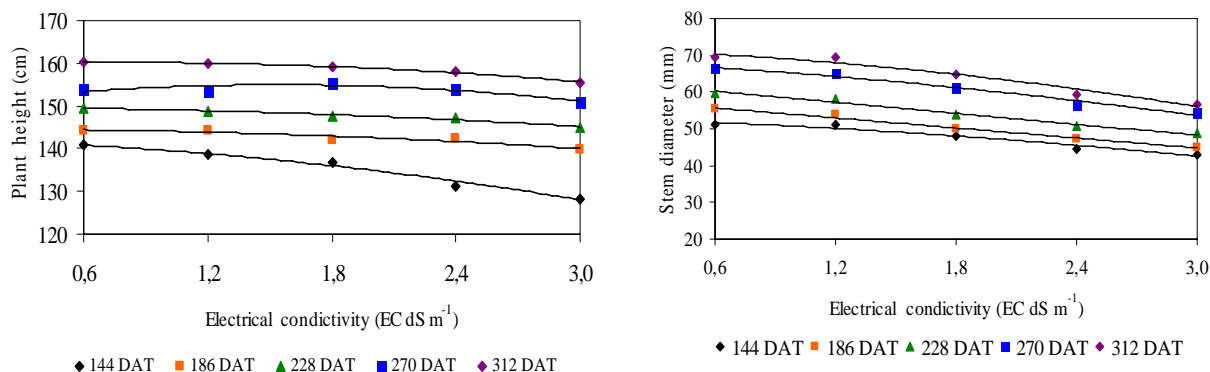 Plant height (cm)
170
160
150
140
130
120
0,6 1,2 1,8 2,4 3,0
Electrical condictivity (EC dS m-1)
144 DAT 186 DAT 228 DAT 270 DAT 312 DAT
Stem diameter (mm)
80
70
60
50
40
30
20
0,6 1,2 1,8 2,4 3,0
Electrical condictivity (EC dS m-1)
144 DAT 186 DAT 228 DAT 270 DAT 312 DAT